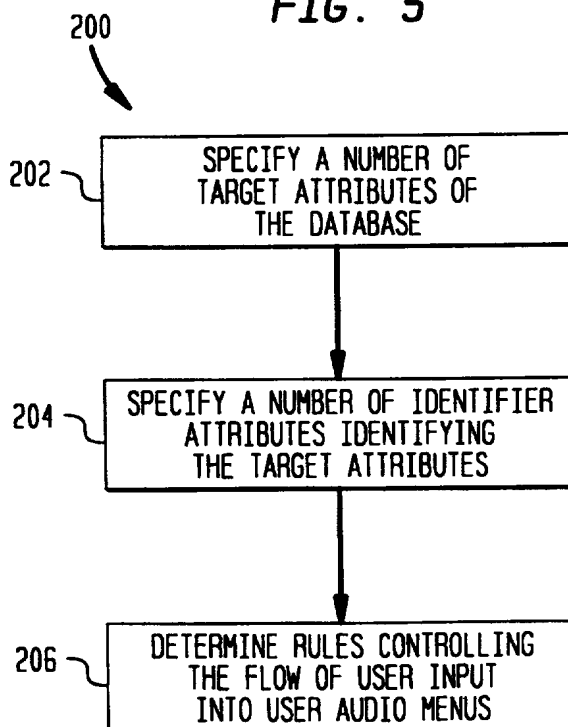 FIG. 5
200
202
SPECIFY A NUMBER OF
TARGET ATTRIBUTES OF
THE DATABASE
204
SPECIFY A NUMBER OF IDENTIFIER
ATTRIBUTES IDENTIFYING
THE TARGET ATTRIBUTES
206
DETERMINE RULES CONTROLLING
THE FLOW OF USER INPUT
INTO USER AUDIO MENUS